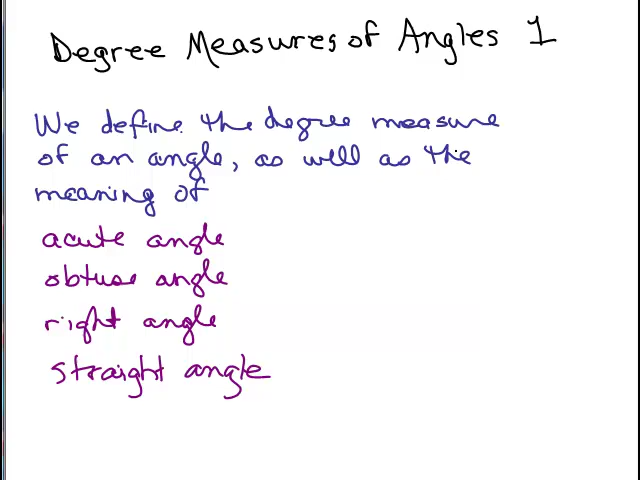 Degree Measures of Angles 1
We define the degree measure
of an angle, as well as the
meaning of
acute angle
obtuse angle
right angle
straight angle